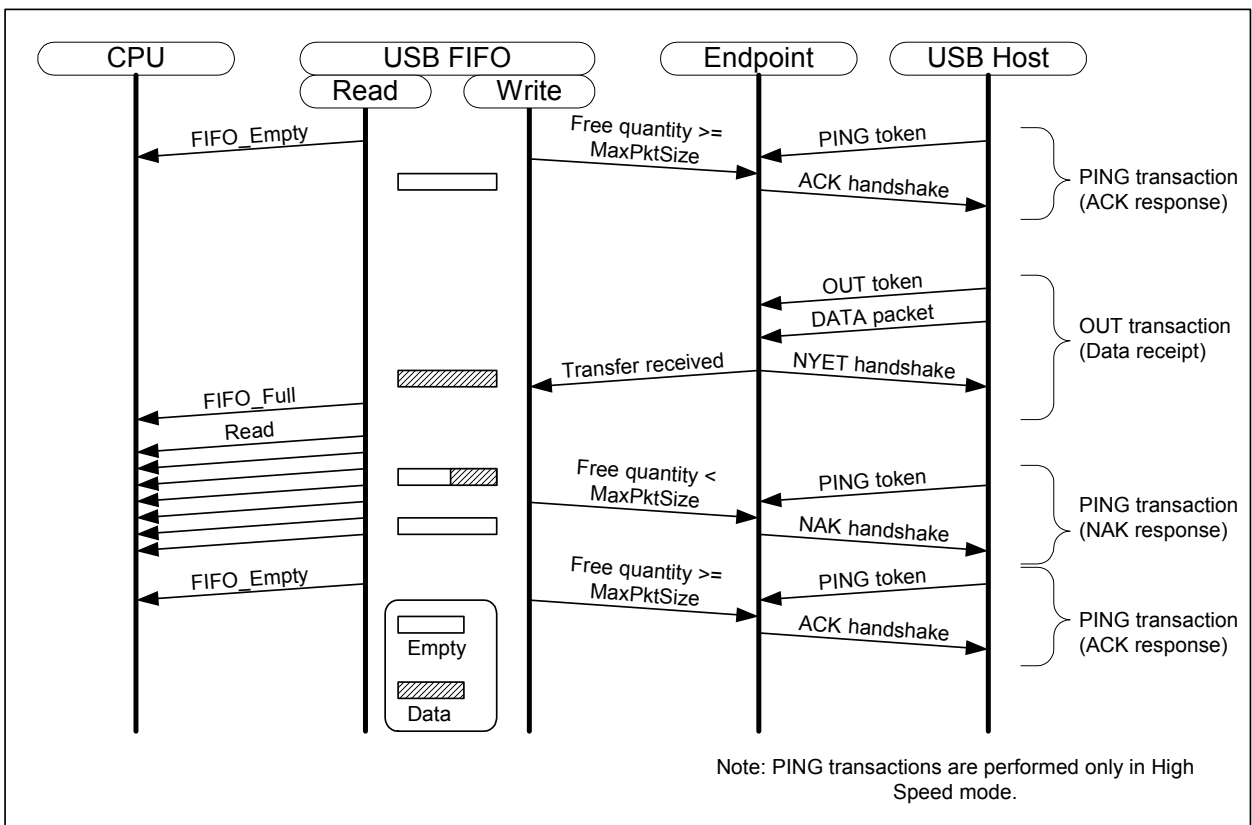 CPU
USB FIFO
Endpoint
USB Host
Read
Write
FIFO_Empty
Free quantity >=
MaxPktSize
PING token
ACK handshake
PING transaction
(ACK response)
OUT token
DATA packet
OUT transaction
(Data receipt)
Transfer received
NYET handshake
FIFO_Full
Read
Free quantity <
MaxPktSize
PING token
NAK handshake
PING transaction
(NAK response)
FIFO_Empty
Free quantity >=
MaxPktSize
PING token
ACK handshake
PING transaction
(ACK response)
Empty
Data
Note: PING transactions are performed only in High
Speed mode.